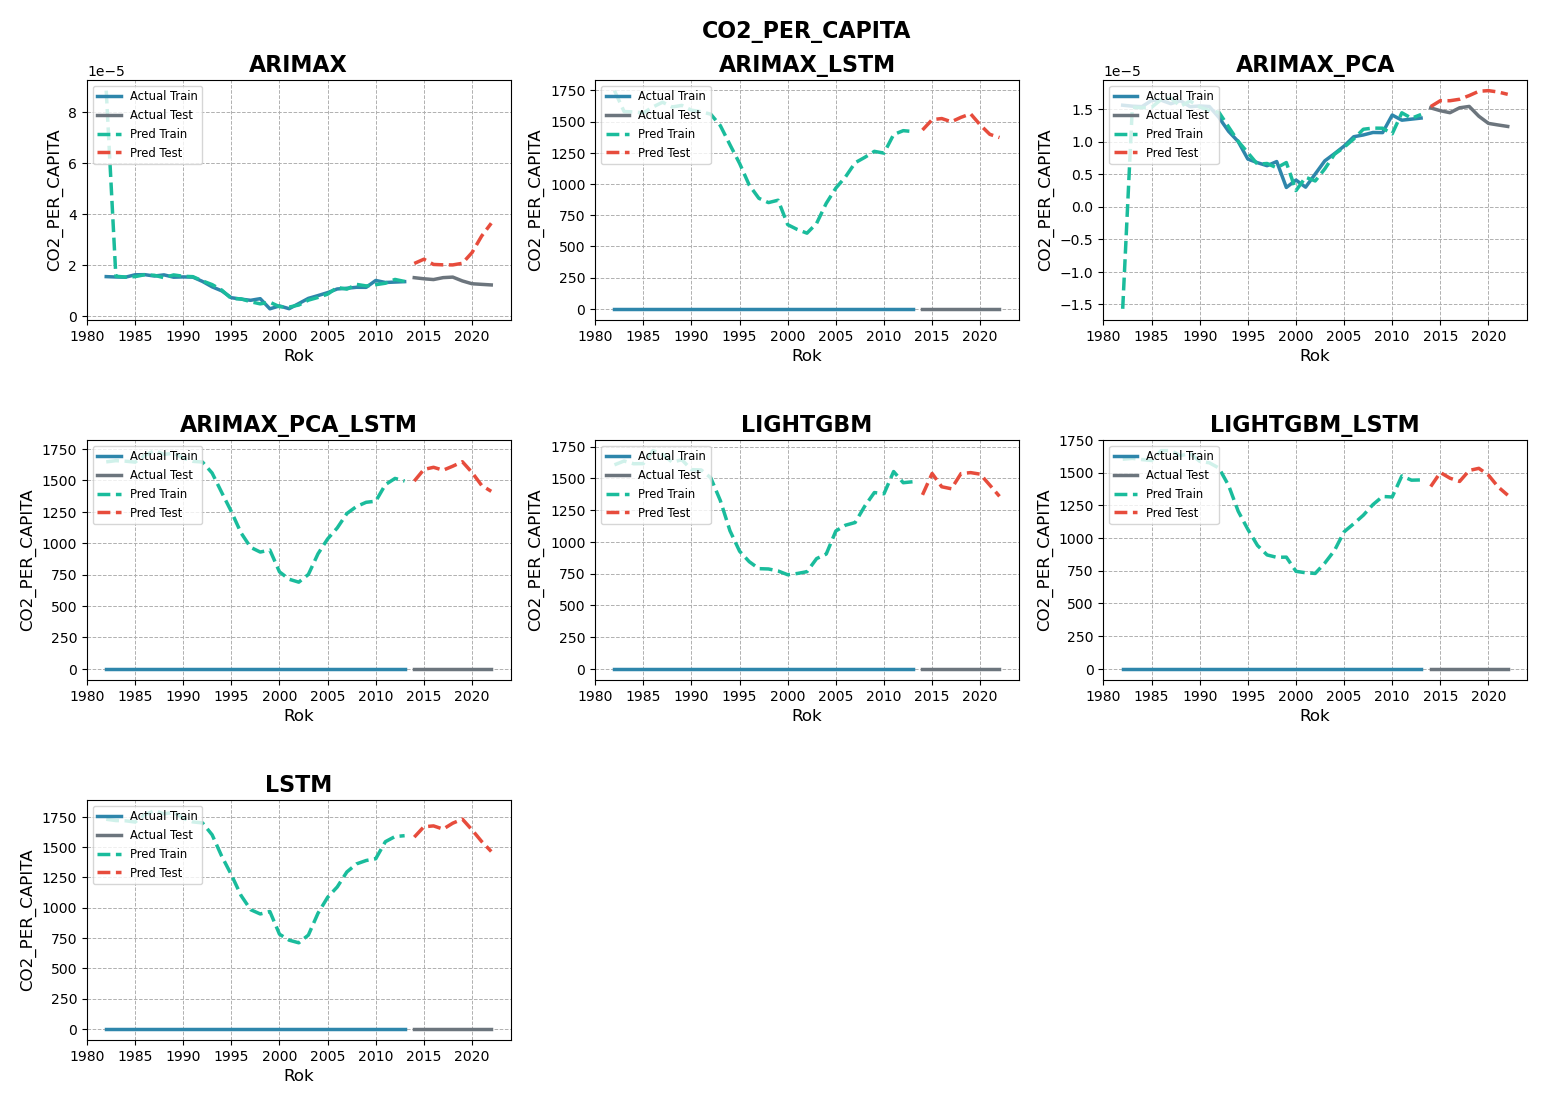 CO2_PER_CAPITA
ARIMAX
1e−5
CO2_PER_CAPITA
8
6
4
2
0
Actual Train
Actual Test
Pred Train
Pred Test
1980 1985 1990 1995 2000 2005 2010 2015 2020
Rok
ARIMAX_LSTM
CO2_PER_CAPITA
1750
1500
1250
1000
750
500
250
0
Actual Train
Actual Test
Pred Train
Pred Test
1980 1985 1990 1995 2000 2005 2010 2015 2020
Rok
ARIMAX_PCA
1e−5
CO2_PER_CAPITA
1.5
1.0
0.5
0.0
−0.5
−1.0
−1.5
Actual Train
Actual Test
Pred Train
Pred Test
1980 1985 1990 1995 2000 2005 2010 2015 2020
Rok
ARIMAX_PCA_LSTM
CO2_PER_CAPITA
1750
1500
1250
1000
750
500
250
0
Actual Train
Actual Test
Pred Train
Pred Test
1980 1985 1990 1995 2000 2005 2010 2015 2020
Rok
LIGHTGBM
CO2_PER_CAPITA
1750
1500
1250
1000
750
500
250
0
Actual Train
Actual Test
Pred Train
Pred Test
1980 1985 1990 1995 2000 2005 2010 2015 2020
Rok
LIGHTGBM_LSTM
CO2_PER_CAPITA
1750
1500
1250
1000
750
500
250
0
Actual Train
Actual Test
Pred Train
Pred Test
1980 1985 1990 1995 2000 2005 2010 2015 2020
Rok
LSTM
CO2_PER_CAPITA
1750
1500
1250
1000
750
500
250
0
Actual Train
Actual Test
Pred Train
Pred Test
1980 1985 1990 1995 2000 2005 2010 2015 2020
Rok